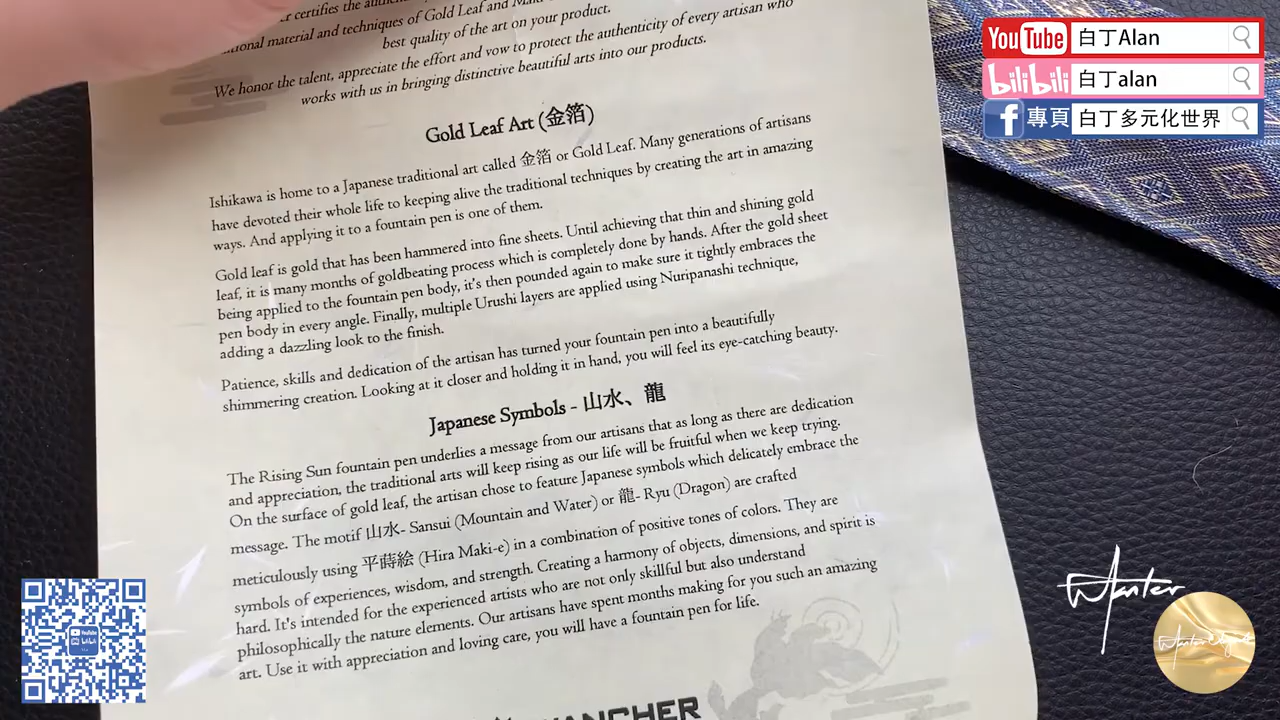 certifies the
material and techniques of Gold Leaf and
best quality of the art on your product.
We honor the talent, appreciate the effort and vow to protect the authenticity of every artisan who
works with us in bringing distinctive beautiful arts into our products.
Gold Leaf Art (金箔)
Ishikawa is home to a Japanese traditional art called 金箔 or Gold Leaf. Many generations of artisans
have devoted their whole life to keeping alive the traditional techniques by creating the art in amazing
ways. And applying it to a fountain pen is one of them.
Gold leaf is gold that has been hammered into fine sheets. Until achieving that thin and shining gold
leaf, it is many months of goldbeating process which is completely done by hands. After the gold sheet
being applied to the fountain pen body, it's then pounded again to make sure it tightly embraces the
pen body in every angle. Finally, multiple Urushi layers are applied using Nuripanashi technique,
adding a dazzling look to the finish.
Patience, skills and dedication of the artisan has turned your fountain pen into a beautifully
shimmering creation. Looking at it closer and holding it in hand, you will feel its eye-catching beauty.
Japanese Symbols - 山水、龍
The Rising Sun fountain pen underlies a message from our artisans that as long as there are dedication
and appreciation, the traditional arts will keep rising as our life will be fruitful when we keep trying.
On the surface of gold leaf, the artisan chose to feature Japanese symbols which delicately embrace the
message. The motif 山水- Sansui (Mountain and Water) or 龍- Ryu (Dragon) are crafted
meticulously using 平蒔絵 (Hira Maki-e) in a combination of positive tones of colors. They are
symbols of experiences, wisdom, and strength. Creating a harmony of objects, dimensions, and spirit is
hard. It's intended for the experienced artists who are not only skillful but also understand
philosophically the nature elements. Our artisans have spent months making for you such an amazing
art. Use it with appreciation and loving care, you will have a fountain pen for life.
WANCHER
YouTube 白丁Alan
bilibili 白丁alan
f 專頁 白丁多元化世界
YouTube